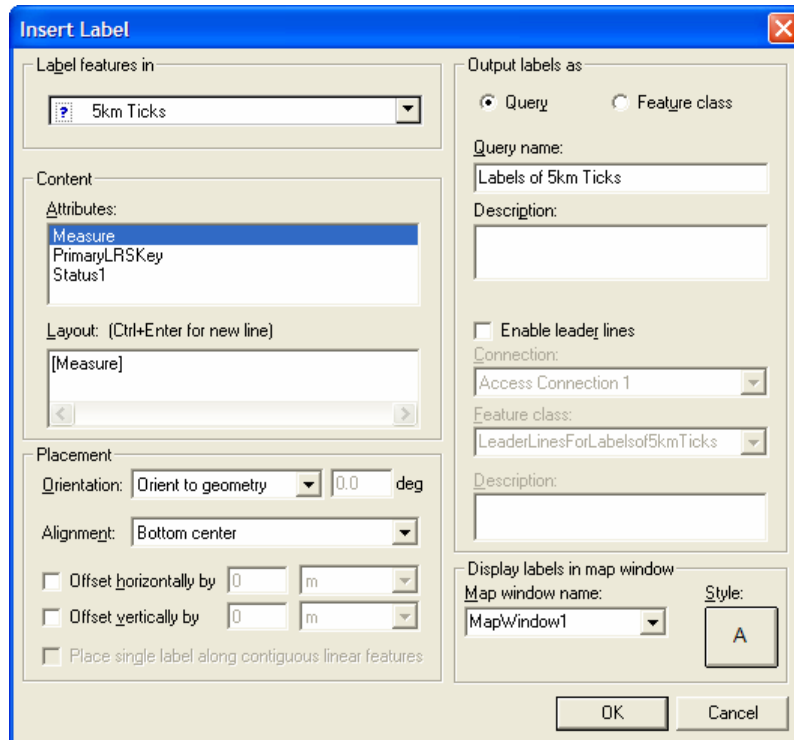 Insert Label
Label features in
? 5km Ticks
Content
Attributes:
Measure
PrimaryLRSKey
Status1
Layout: (Ctrl+Enter for new line)
[Measure]
Placement
Orientation: Orient to geometry 0.0 deg
Alignment: Bottom center
Offset horizontally by 0 m
Offset vertically by 0 m
Place single label along contiguous linear features
Output labels as
Query Feature class
Query name:
Labels of 5km Ticks
Description:
Enable leader lines
Connection:
Access Connection 1
Feature class:
LeaderLinesForLabelsof5kmTicks
Description:
Display labels in map window
Map window name: Style:
MapWindow1 A
OK Cancel